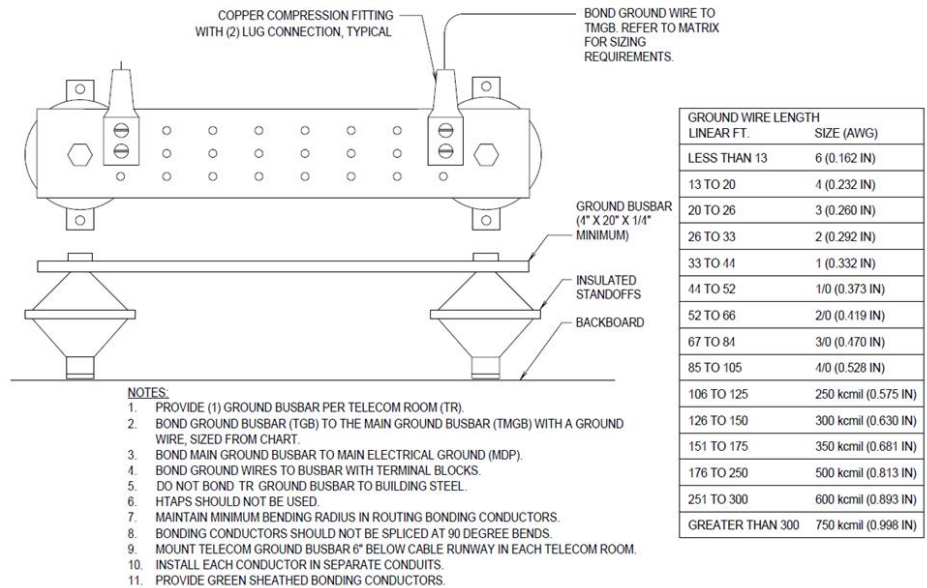 COPPER COMPRESSION FITTING
WITH (2) LUG CONNECTION, TYPICAL
BOND GROUND WIRE TO
TMGB. REFER TO MATRIX
FOR SIZING
REQUIREMENTS.
GROUND BUSBAR
(4" X 20" X 1/4"
MINIMUM)
INSULATED
STANDOFFS
BACKBOARD
GROUND WIRE LENGTH
LINEAR FT. SIZE (AWG)
LESS THAN 13 6 (0.162 IN)
13 TO 20 4 (0.232 IN)
20 TO 26 3 (0.260 IN)
26 TO 33 2 (0.292 IN)
33 TO 44 1 (0.332 IN)
44 TO 52 1/0 (0.373 IN)
52 TO 66 2/0 (0.419 IN)
67 TO 84 3/0 (0.470 IN)
85 TO 105 4/0 (0.528 IN)
106 TO 125 250 kcmil (0.575 IN)
126 TO 150 300 kcmil (0.630 IN)
151 TO 175 350 kcmil (0.681 IN)
176 TO 250 500 kcmil (0.813 IN)
251 TO 300 600 kcmil (0.893 IN)
GREATER THAN 300 750 kcmil (0.998 IN)
NOTES:
1. PROVIDE (1) GROUND BUSBAR PER TELECOM ROOM (TR).
2. BOND GROUND BUSBAR (TGB) TO THE MAIN GROUND BUSBAR (TMGB) WITH A GROUND
WIRE, SIZED FROM CHART.
3. BOND MAIN GROUND BUSBAR TO MAIN ELECTRICAL GROUND (MDP).
4. BOND GROUND WIRES TO BUSBAR WITH TERMINAL BLOCKS.
5. DO NOT BOND TR GROUND BUSBAR TO BUILDING STEEL.
6. HTAPS SHOULD NOT BE USED.
7. MAINTAIN MINIMUM BENDING RADIUS IN ROUTING BONDING CONDUCTORS.
8. BONDING CONDUCTORS SHOULD NOT BE SPLICED AT 90 DEGREE BENDS.
9. MOUNT TELECOM GROUND BUSBAR 6" BELOW CABLE RUNWAY IN EACH TELECOM ROOM.
10. INSTALL EACH CONDUCTOR IN SEPARATE CONDUITS.
11. PROVIDE GREEN SHEATHED BONDING CONDUCTORS.